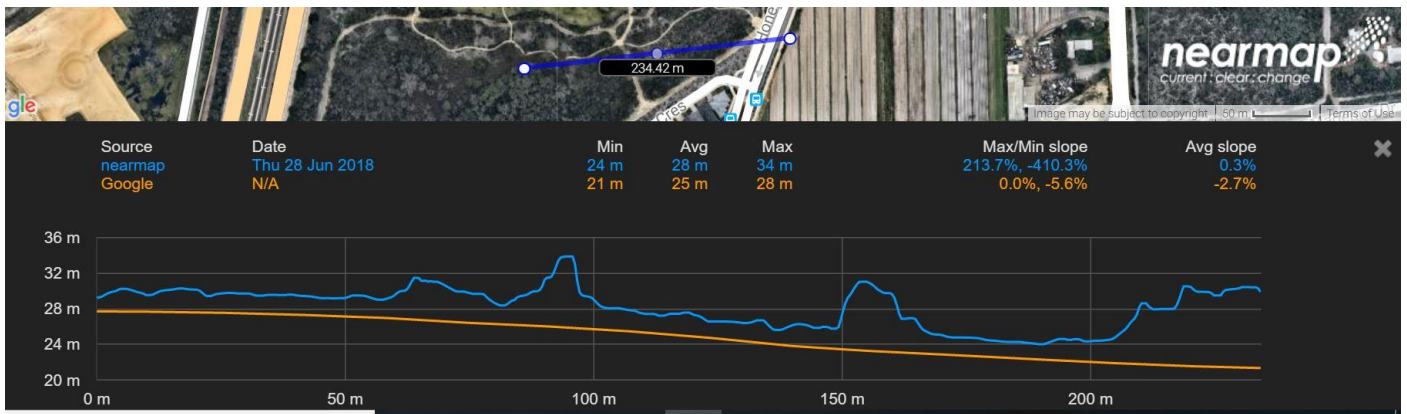 Hone
234.42 m
nearmap
current : clear : change
Cres
gle
Image may be subject to copyright 50 m Terms of Use
Source Date Min Avg Max Max/Min slope Avg slope
nearmap Thu 28 Jun 2018 24 m 28 m 34 m 213.7%, -410.3% 0.3%
Google N/A 21 m 25 m 28 m 0.0%, -5.6% -2.7%
36 m
32 m
28 m
24 m
20 m
0 m 50 m 100 m 150 m 200 m